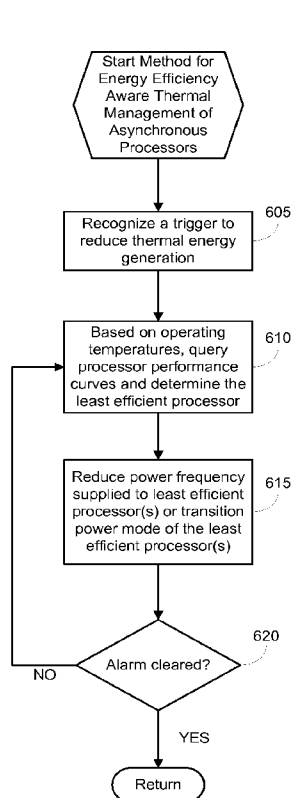 Start Method for
Energy Efficiency
Aware Thermal
Management of
Asynchronous
Processors
605
Recognize a trigger to
reduce thermal energy
generation
610
Based on operating
temperatures, query
processor performance
curves and determine the
least efficient processor
615
Reduce power frequency
supplied to least efficient
processor(s) or transition
power mode of the least
efficient processor(s)
620
Alarm cleared?
NO
YES
Return